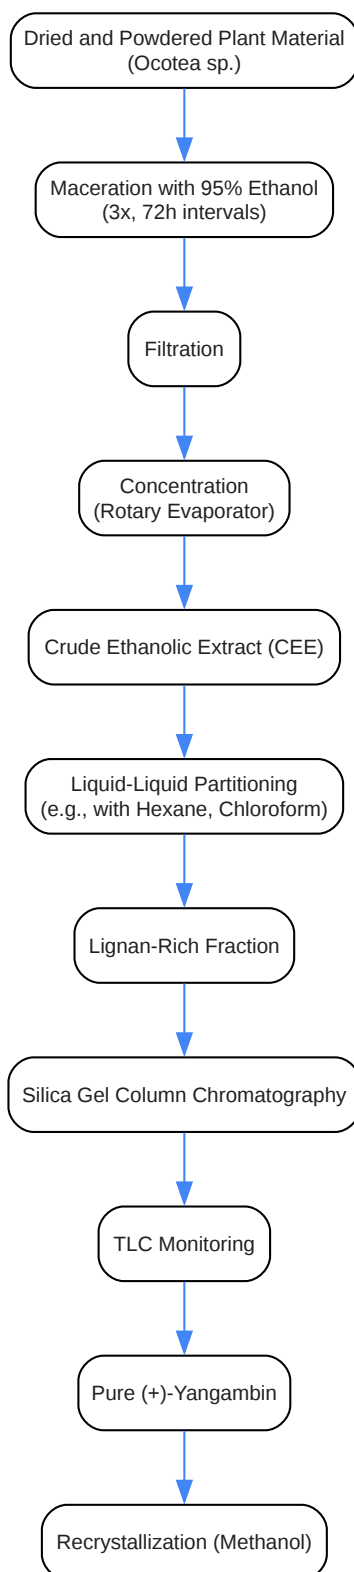 Dried and Powdered Plant Material
(Ocotea sp.)
Maceration with 95% Ethanol
(3x, 72h intervals)
Filtration
Concentration
(Rotary Evaporator)
Crude Ethanolic Extract (CEE)
Liquid-Liquid Partitioning
(e.g., with Hexane, Chloroform)
Lignan-Rich Fraction
Silica Gel Column Chromatography
TLC Monitoring
Pure (+)-Yangambin
Recrystallization (Methanol)